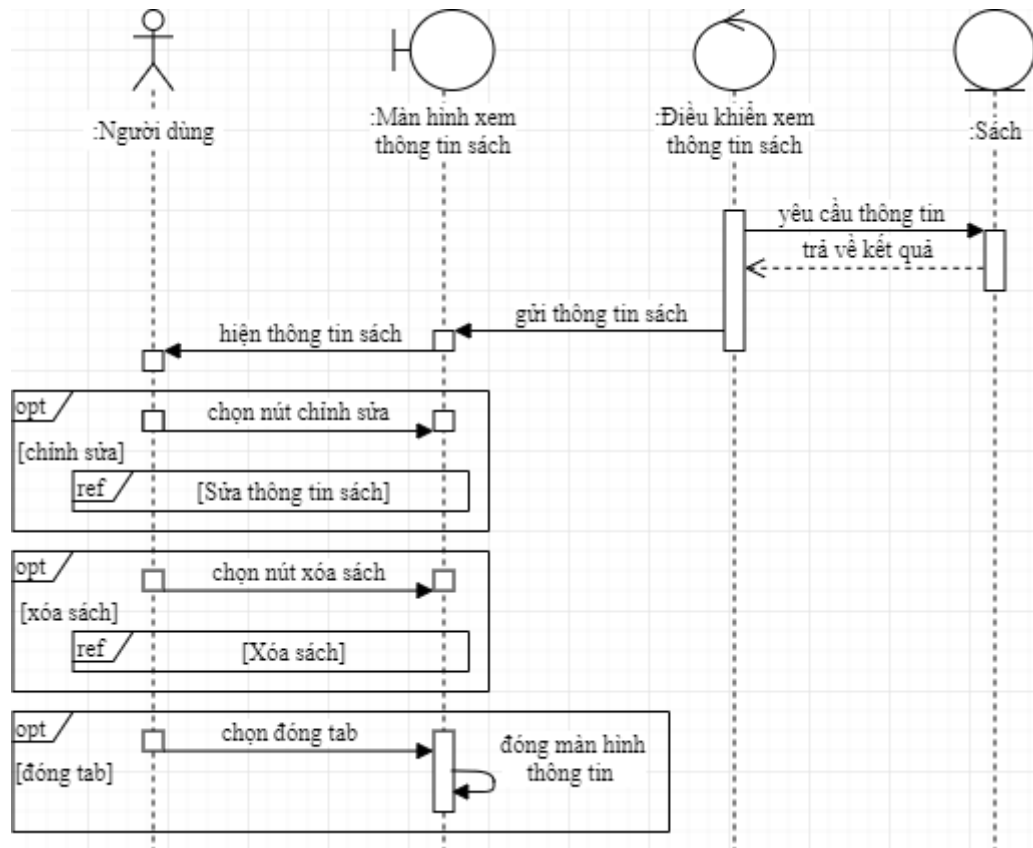 :Người dùng
:Màn hình xem
thông tin sách
:Điều khiển xem
thông tin sách
:Sách
yêu cầu thông tin
trả về kết quả
gửi thông tin sách
hiện thông tin sách
opt
chọn nút chỉnh sửa
[chỉnh sửa]
ref
[Sửa thông tin sách]
opt
chọn nút xóa sách
[xóa sách]
ref
[Xóa sách]
opt
chọn đóng tab
đóng màn hình
thông tin
[đóng tab]